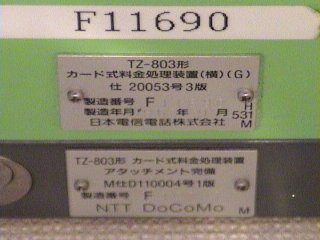 F11690
TZ-803形
カード式料金処理装置(横)(G)
仕 20053号3版
製造番号 F
製造年月 年 月
H
531
M
日本電信電話株式会社
TZ-803形 カード式料金処理装置
アタッチメント完備
M仕D110004号1版
製造番号 F
NTT DoCoMo M